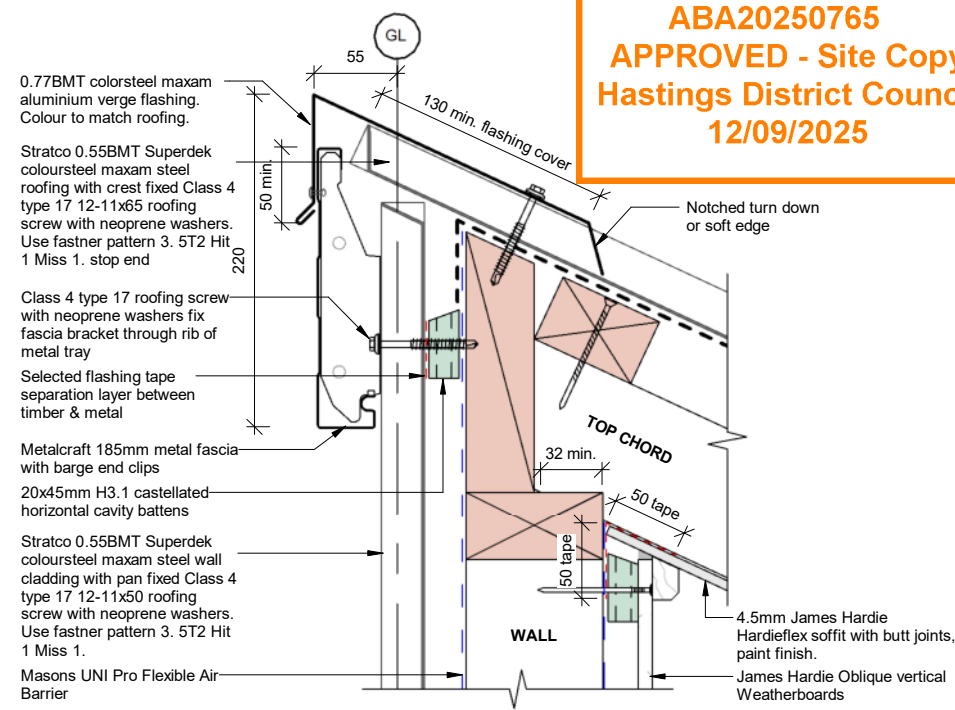 ABA20250765
APPROVED - Site Copy
Hastings District
12/09/2025
GL
55
130 min. flashing cover
0.77BMT colorsteel maxam
aluminium verge flashing.
Colour to match roofing.
Stratco 0.55BMT Superdek
coloursteel maxam steel
roofing with crest fixed Class 4
type 17 12-11x65 roofing
screw with neoprene washers.
Use fastner pattern 3. 5T2 Hit
1 Miss 1. stop end
50 min.
220
Class 4 type 17 roofing screw
with neoprene washers fix
fascia bracket through rib of
metal tray
Selected flashing tape
separation layer between
timber & metal
Metalcraft 185mm metal fascia
with barge end clips
20x45mm H3.1 castellated
horizontal cavity battens
Stratco 0.55BMT Superdek
coloursteel maxam steel wall
cladding with pan fixed Class 4
type 17 12-11x50 roofing
screw with neoprene washers.
Use fastner pattern 3. 5T2 Hit
1 Miss 1.
Masons UNI Pro Flexible Air
Barrier
Notched turn down
or soft edge
TOP CHORD
32 min.
50 tape
50 tape
WALL
4.5mm James Hardie
Hardieflex soffit with butt joints,
paint finish.
James Hardie Oblique vertical
Weatherboards